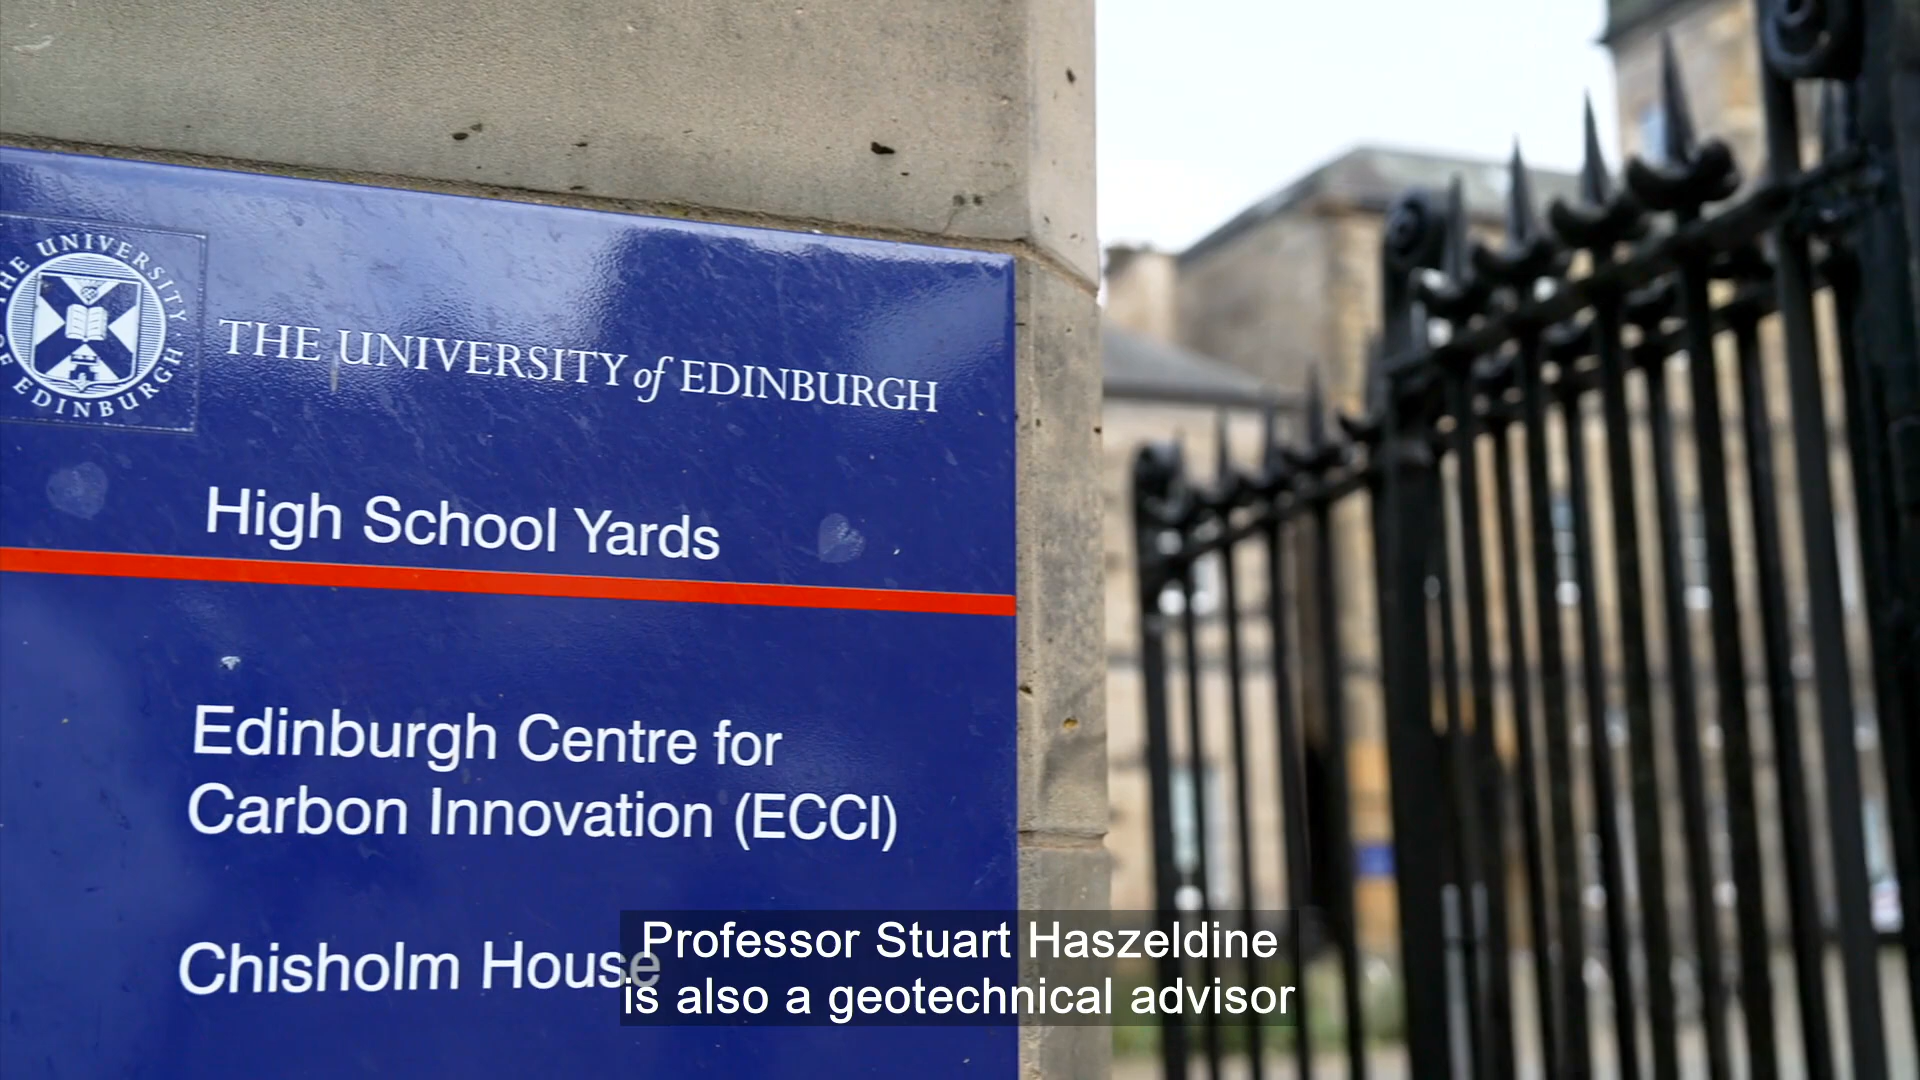 THE UNIVERSITY OF EDINBURGH
THE UNIVERSITY of EDINBURGH
High School Yards
Edinburgh Centre for
Carbon Innovation (ECCI)
Chisholm House
Professor Stuart Haszeldine
is also a geotechnical advisor